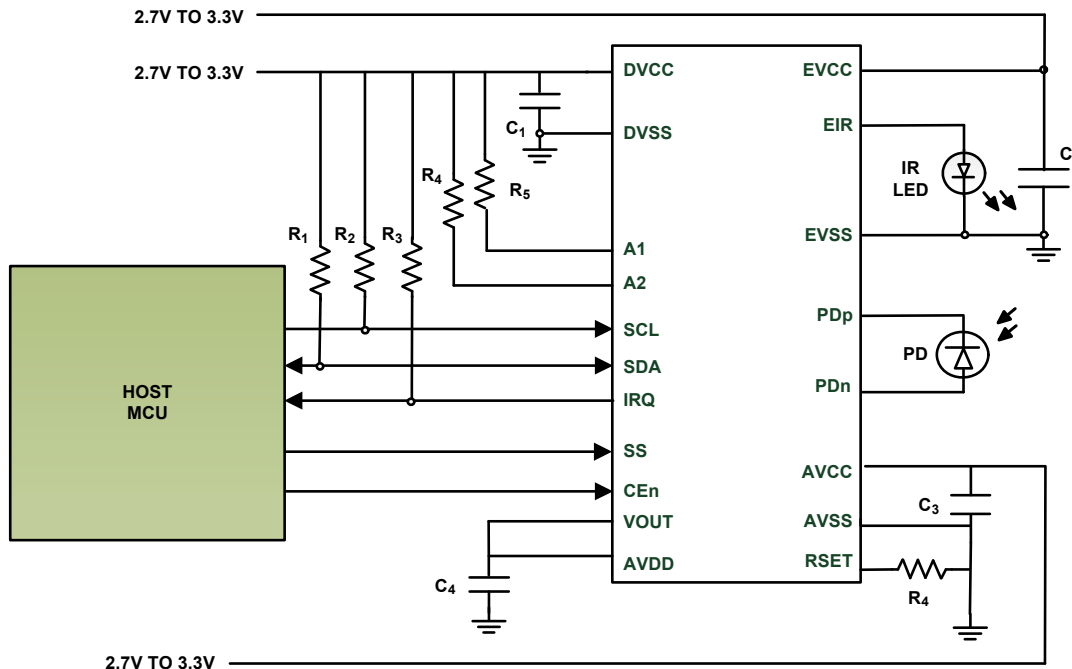 2.7V TO 3.3V
2.7V TO 3.3V
DVCC
EVCC
C1
DVSS
EIR
R4
R5
IR
LED
C
R1
R2
R3
A1
EVSS
A2
SCL
PDp
SDA
PD
HOST
MCU
IRQ
PDn
SS
AVCC
CEn
C3
VOUT
AVSS
AVDD
RSET
C4
R4
2.7V TO 3.3V